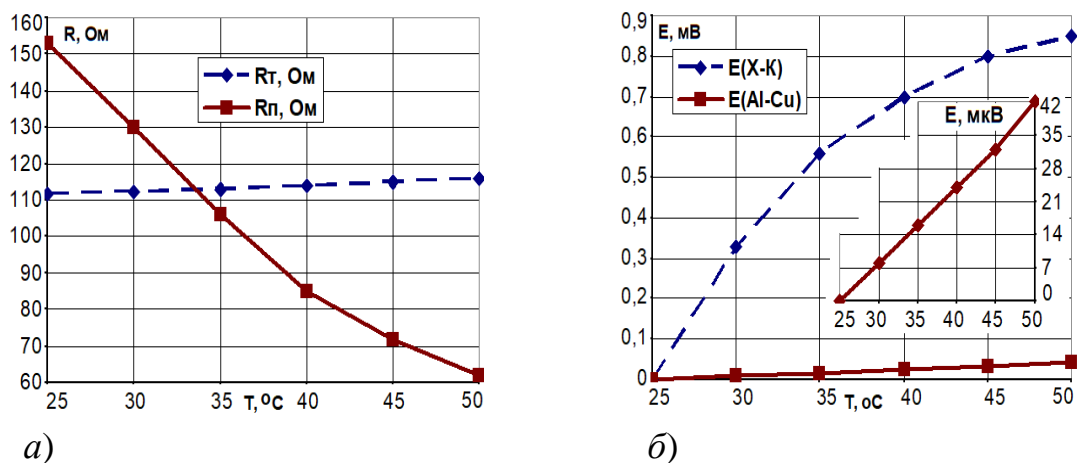 R, Ом
160
150
140
130
120
110
100
90
80
70
60
Rт, Ом
Rп, Ом
25 30 35 40 45 50
T, ºC
а)
E, мВ
0,9
0,8
0,7
0,6
0,5
0,4
0,3
0,2
0,1
0
E(Х-К)
E(Al-Cu)
E, мкВ
42
35
28
21
14
7
0
25 30 35 40 45 50
25 30 35 40 45 50
T, oC
б)